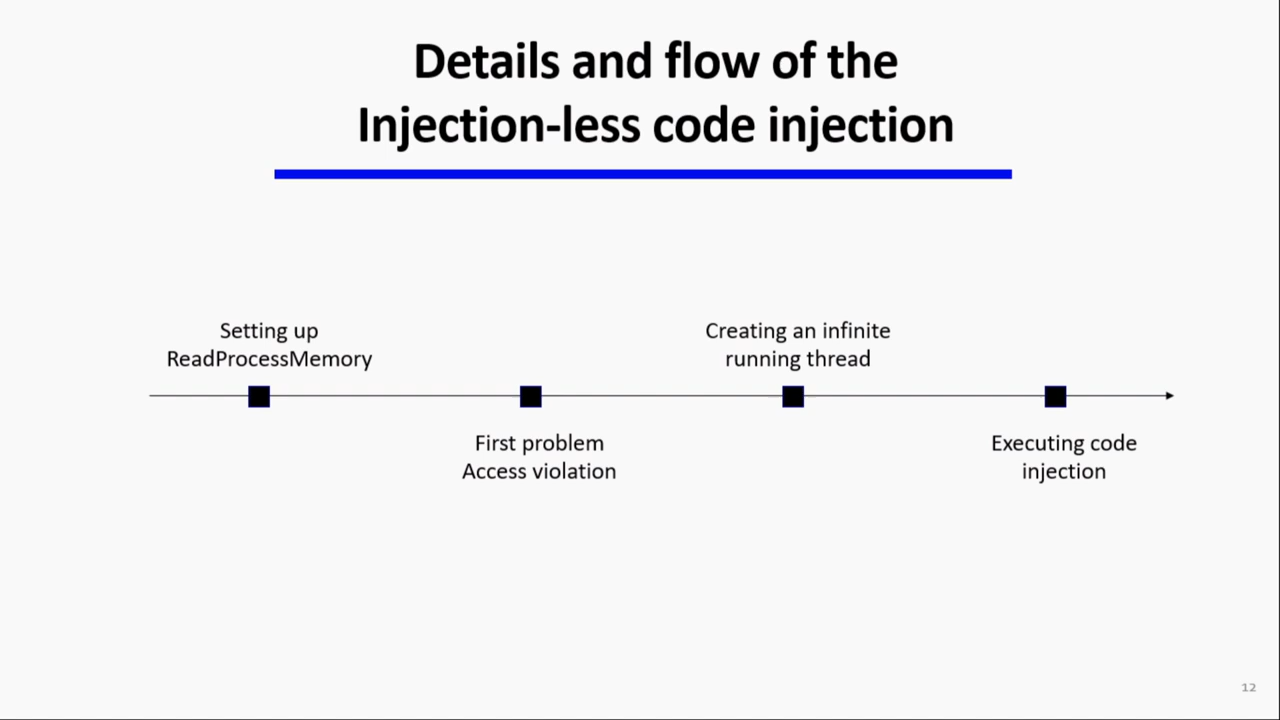 Details and flow of the
Injection-less code injection
Setting up
ReadProcessMemory
First problem
Access violation
Creating an infinite
running thread
Executing code
injection
12